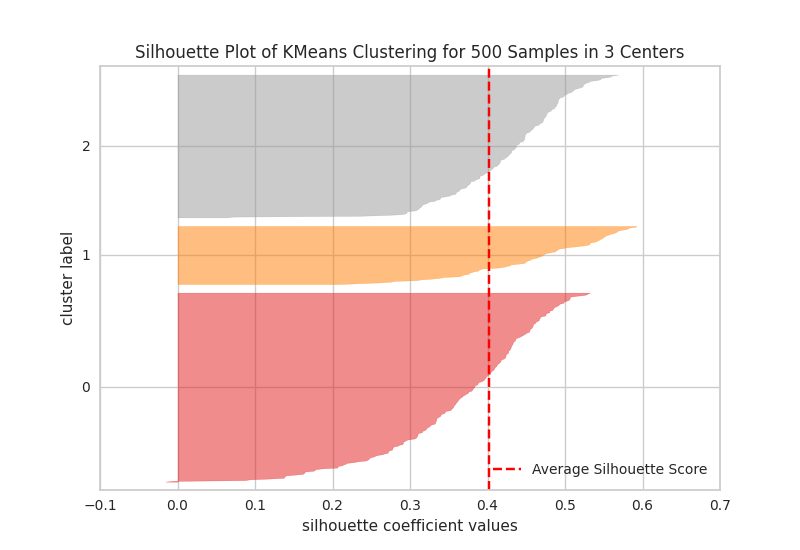 Silhouette Plot of KMeans Clustering for 500 Samples in 3 Centers
cluster label
2
1
0
Average Silhouette Score
−0.1 0.0 0.1 0.2 0.3 0.4 0.5 0.6 0.7
silhouette coefficient values